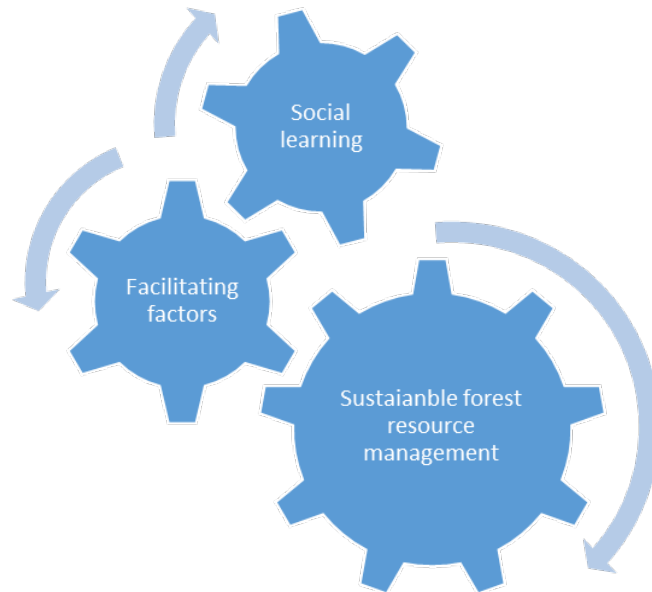 Social
learning
Facilitating
factors
Sustaianble forest
resource
management